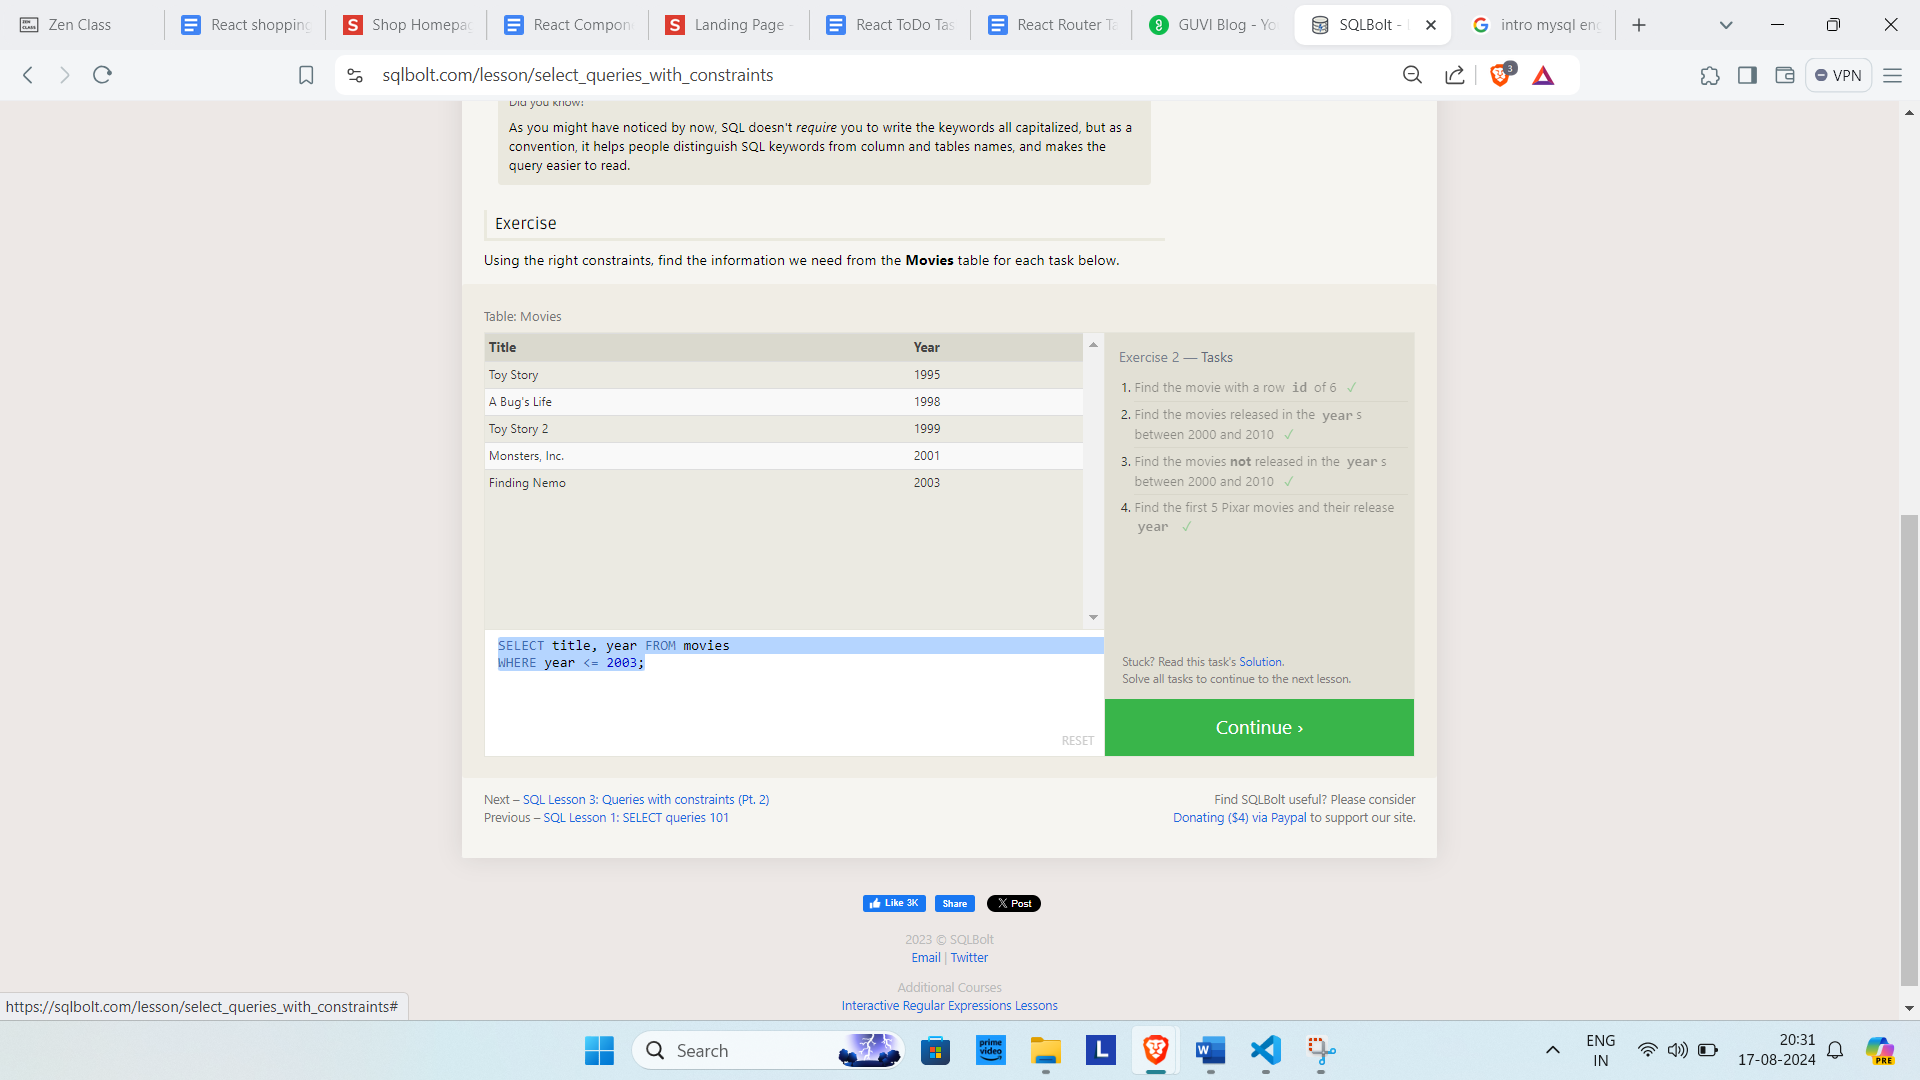 Zen Class
React shopping
Shop Homepag
React Compon
Landing Page -
React ToDo Tas
React Router Ta
GUVI Blog - Yo
SQLBolt -
intro mysql eng
sqlbolt.com/lesson/select_queries_with_constraints
3
VPN
Did you know?
As you might have noticed by now, SQL doesn't require you to write the keywords all capitalized, but as a
convention, it helps people distinguish SQL keywords from column and tables names, and makes the
query easier to read.
Exercise
Using the right constraints, find the information we need from the Movies table for each task below.
Table: Movies
Title Year
Toy Story 1995
A Bug's Life 1998
Toy Story 2 1999
Monsters, Inc. 2001
Finding Nemo 2003
SELECT title, year FROM movies
WHERE year <= 2003;
RESET
Exercise 2 — Tasks
1. Find the movie with a row id of 6 ✓
2. Find the movies released in the year s
between 2000 and 2010 ✓
3. Find the movies not released in the year s
between 2000 and 2010 ✓
4. Find the first 5 Pixar movies and their release
year ✓
Stuck? Read this task's Solution.
Solve all tasks to continue to the next lesson.
Continue ›
Next – SQL Lesson 3: Queries with constraints (Pt. 2)
Previous – SQL Lesson 1: SELECT queries 101
Find SQLBolt useful? Please consider
Donating ($4) via Paypal to support our site.
Like 3K
Share
Post
2023 © SQLBolt
Email | Twitter
Additional Courses
Interactive Regular Expressions Lessons
https://sqlbolt.com/lesson/select_queries_with_constraints#
Search
prime
video
L
W
ENG
IN
20:31
17-08-2024
PRE